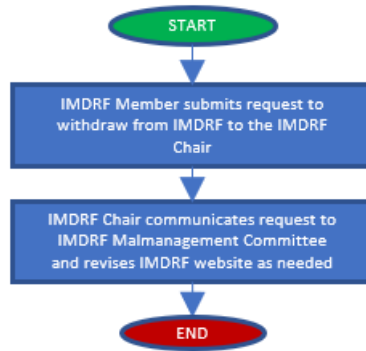 START
IMDRF Member submits request to
withdraw from IMDRF to the IMDRF
Chair
IMDRF Chair communicates request to
IMDRF Malmanagement Committee
and revises IMDRF website as needed
END